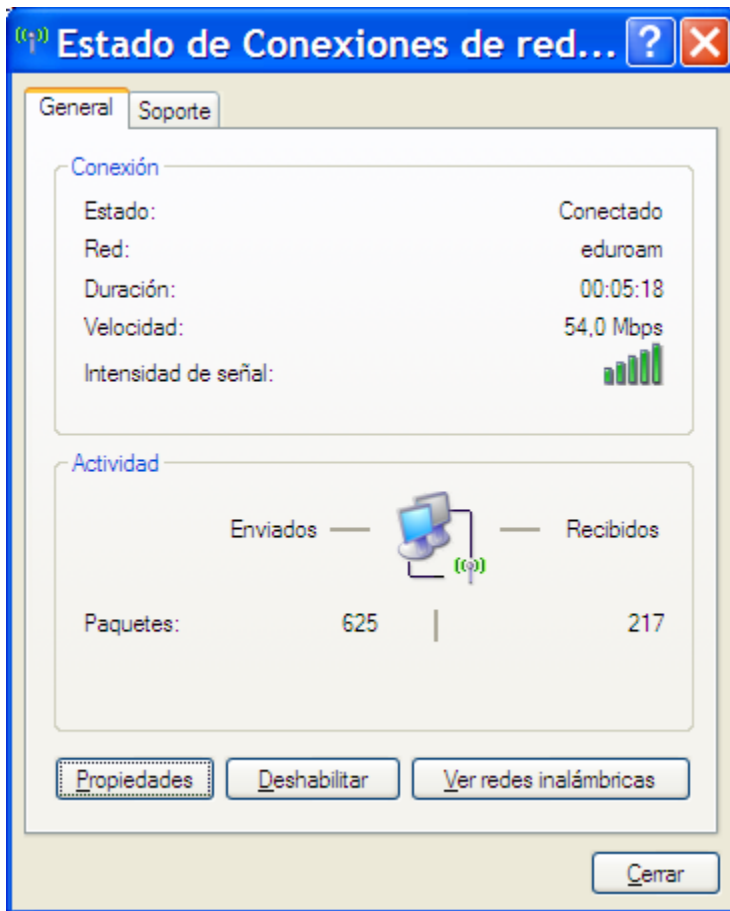 Estado de Conexiones de red...
General Soporte
Conexión
Estado: Conectado
Red: eduroam
Duración: 00:05:18
Velocidad: 54,0 Mbps
Intensidad de señal:
Actividad
Enviados Recibidos
Paquetes: 625 217
Propiedades Deshabilitar Ver redes inalámbricas
Cerrar